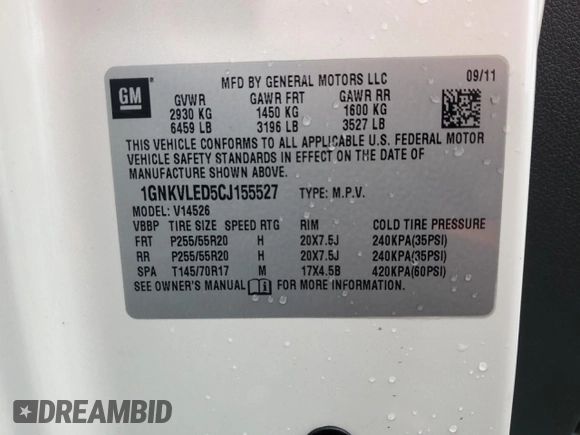 GM
MFD BY GENERAL MOTORS LLC 09/11
GVWR GAWR FRT GAWR RR
2930 KG 1450 KG 1600 KG
6459 LB 3196 LB 3527 LB
THIS VEHICLE CONFORMS TO ALL APPLICABLE U.S. FEDERAL MOTOR
VEHICLE SAFETY STANDARDS IN EFFECT ON THE DATE OF
MANUFACTURE SHOWN ABOVE.
1GNKVLED5CJ155527 TYPE: M.P.V.
MODEL: V14526
VBBP TIRE SIZE SPEED RTG RIM COLD TIRE PRESSURE
FRT P255/55R20 H 20X7.5J 240KPA(35PSI)
RR P255/55R20 H 20X7.5J 240KPA(35PSI)
SPA T145/70R17 M 17X4.5B 420KPA(60PSI)
SEE OWNER'S MANUAL FOR MORE INFORMATION.
DREAMBID